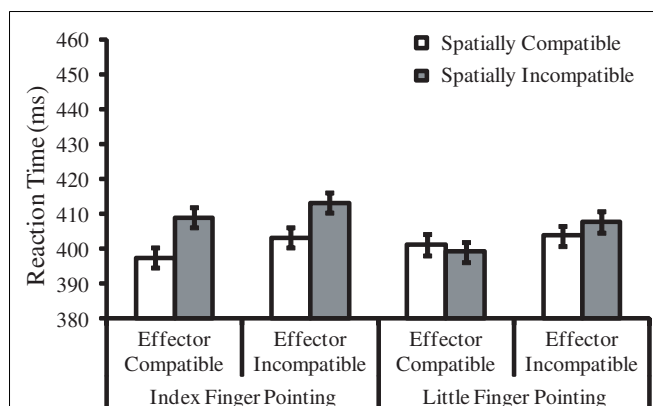 460
450
440
430
420
410
400
390
380
Reaction Time (ms)
Spatially Compatible
Spatially Incompatible
Effector
Compatible
Effector
Incompatible
Effector
Compatible
Effector
Incompatible
Index Finger Pointing
Little Finger Pointing